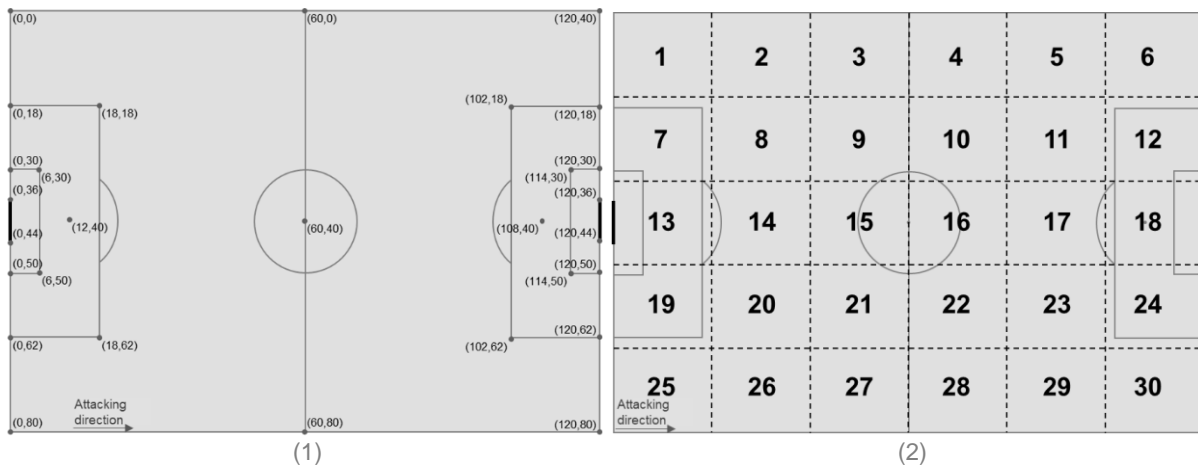 (0,0) (60,0) (120,40)
(0,18) (18,18) (102,18) (120,18)
(0,30) (6,30) (114,30) (120,30)
(0,36) (120,36)
(12,40) (60,40) (108,40)
(0,44) (120,44)
(0,50) (6,50) (114,50) (120,50)
(0,62) (18,62) (102,62) (120,62)
Attacking
direction
(0,80) (60,80) (120,80)
(1)
1 2 3 4 5 6
7 8 9 10 11 12
13 14 15 16 17 18
19 20 21 22 23 24
25 26 27 28 29 30
Attacking
direction
(2)